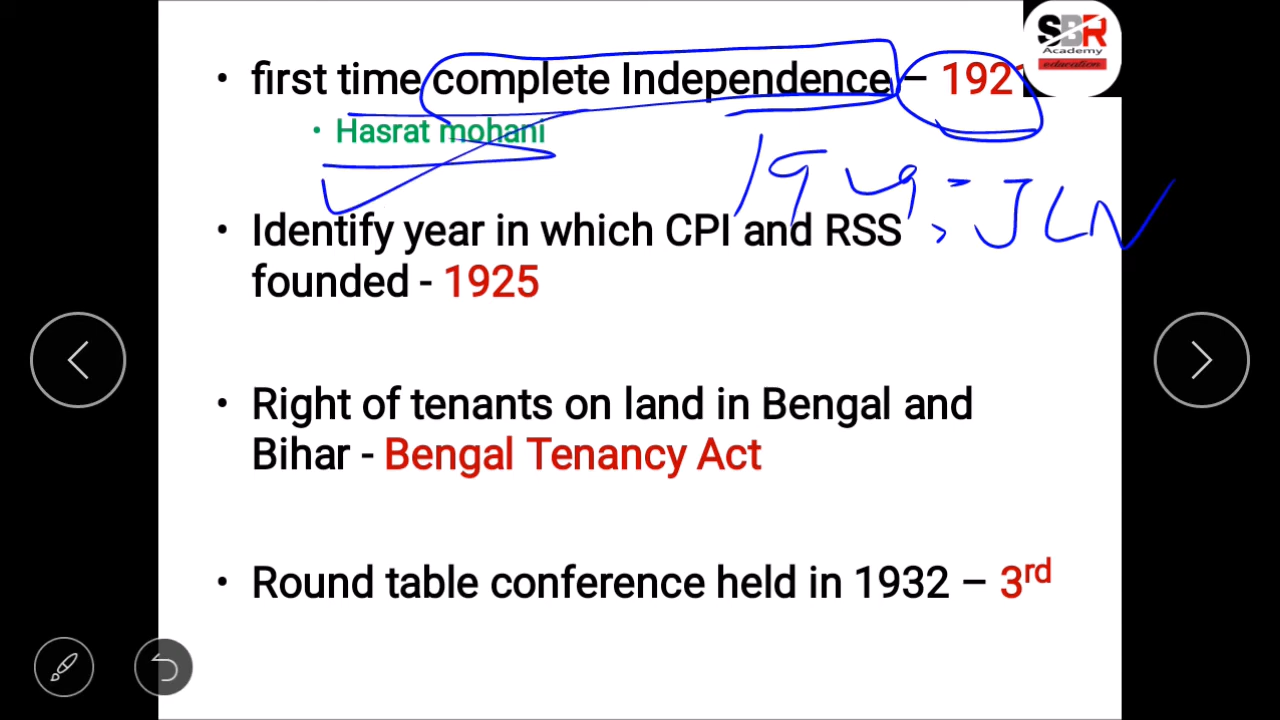 • first time complete Independence – 1921
SBR
Academy
education
• Hasrat mohani
1929 = JLN
• Identify year in which CPI and RSS
founded - 1925
• Right of tenants on land in Bengal and
Bihar - Bengal Tenancy Act
• Round table conference held in 1932 – 3rd